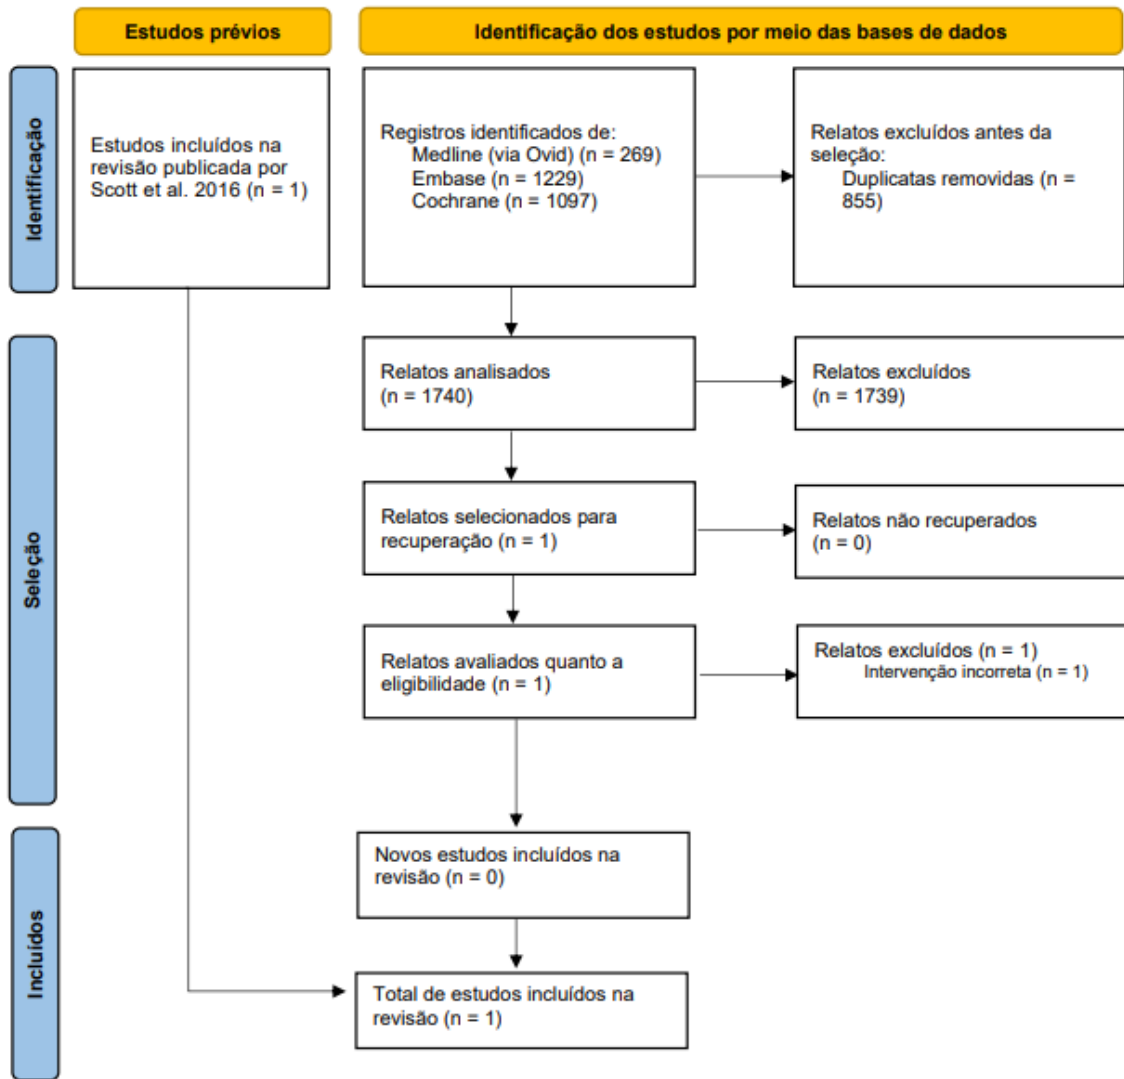 Estudos prévios
Identificação dos estudos por meio das bases de dados
Identificação
Estudos incluídos na
revisão publicada por
Scott et al. 2016 (n = 1)
Registros identificados de:
Medline (via Ovid) (n = 269)
Embase (n = 1229)
Cochrane (n = 1097)
Relatos excluídos antes da
seleção:
Duplicatas removidas (n =
855)
Seleção
Relatos analisados
(n = 1740)
Relatos excluídos
(n = 1739)
Relatos selecionados para
recuperação (n = 1)
Relatos não recuperados
(n = 0)
Relatos avaliados quanto a
eligibilidade (n = 1)
Relatos excluídos (n = 1)
Intervenção incorreta (n = 1)
Incluídos
Novos estudos incluídos na
revisão (n = 0)
Total de estudos incluídos na
revisão (n = 1)